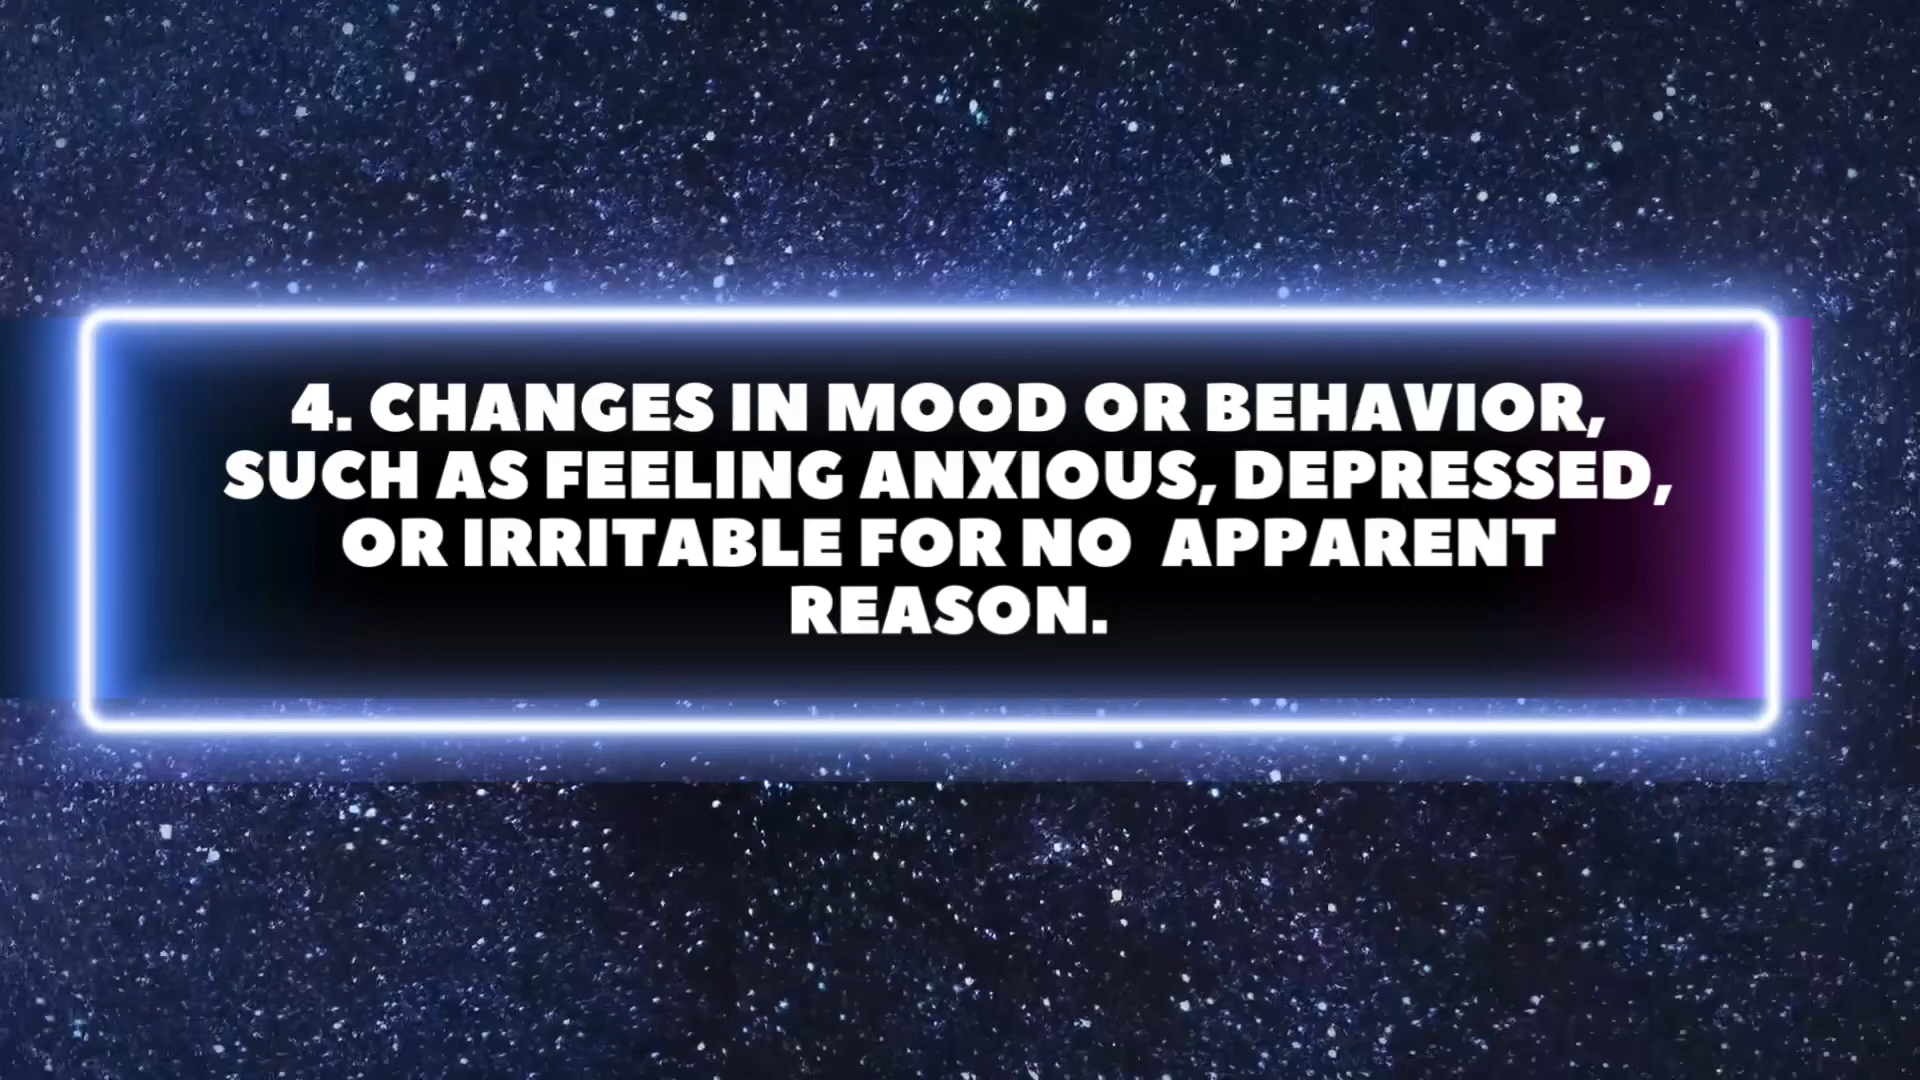 4. CHANGES IN MOOD OR BEHAVIOR,
SUCH AS FEELING ANXIOUS, DEPRESSED,
OR IRRITABLE FOR NO  APPARENT
REASON.